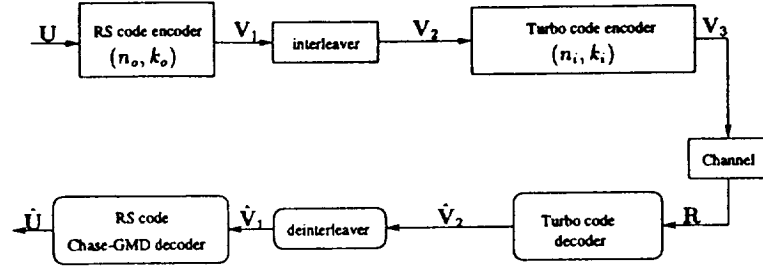 U
RS code encoder
(n_o, k_o)
V_1
interleaver
V_2
Turbo code encoder
(n_i, k_i)
V_3
Channel
Û
RS code
Chase-GMD decoder
V̂_1
deinterleaver
V̂_2
Turbo code
decoder
R